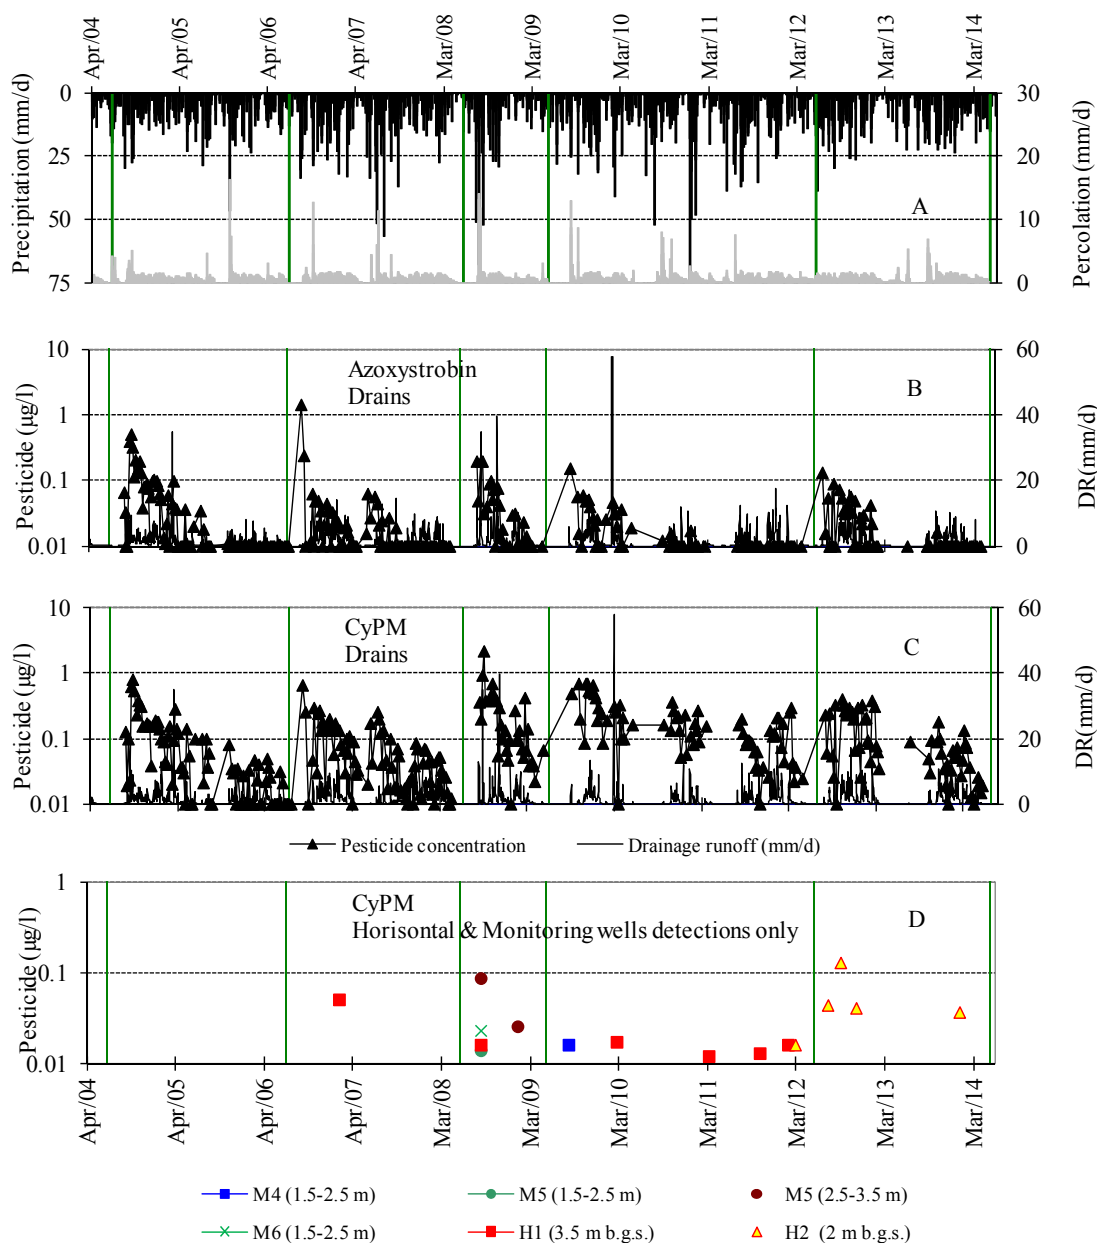 Apr/04 Apr/05 Apr/06 Apr/07 Mar/08 Mar/09 Mar/10 Mar/11 Mar/12 Mar/13 Mar/14
Precipitation (mm/d)
0
25
50
75
A
30
20
10
0
Percolation (mm/d)
Pesticide (µg/l)
10
1
0.1
0.01
Azoxystrobin
Drains
B
60
40
20
0
DR(mm/d)
Pesticide (µg/l)
10
1
0.1
0.01
CyPM
Drains
C
60
40
20
0
DR(mm/d)
Pesticide concentration Drainage runoff (mm/d)
Pesticide (µg/l)
1
0.1
0.01
CyPM
Horisontal & Monitoring wells detections only
D
Apr/04 Apr/05 Apr/06 Apr/07 Mar/08 Mar/09 Mar/10 Mar/11 Mar/12 Mar/13 Mar/14
M4 (1.5-2.5 m) M5 (1.5-2.5 m) M5 (2.5-3.5 m)
M6 (1.5-2.5 m) H1 (3.5 m b.g.s.) H2 (2 m b.g.s.)